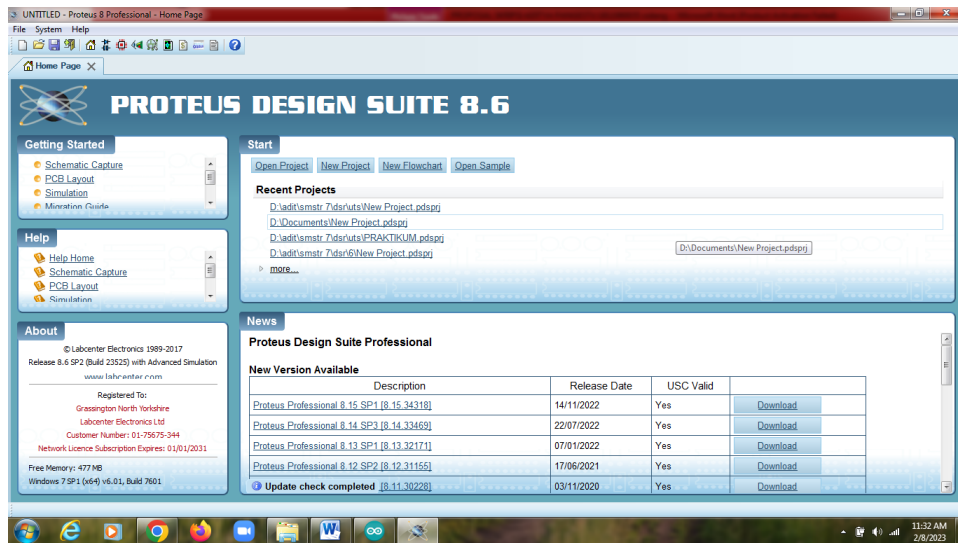 UNTITLED - Proteus 8 Professional - Home Page
File System Help
Home Page
PROTEUS DESIGN SUITE 8.6
Getting Started
Schematic Capture
PCB Layout
Simulation
Migration Guide
Start
Open Project New Project New Flowchart Open Sample
Recent Projects
D:\adit\smstr 7\dsr\uts\New Project.pdsprj
D:\Documents\New Project.pdsprj
D:\adit\smstr 7\dsr\uts\PRAKTIKUM.pdsprj
D:\adit\smstr 7\dsr\6\New Project.pdsprj
D:\Documents\New Project.pdsprj
more...
Help
Help Home
Schematic Capture
PCB Layout
Simulation
About
© Labcenter Electronics 1989-2017
Release 8.6 SP2 (Build 23525) with Advanced Simulation
www.labcenter.com
Registered To:
Grassington North Yorkshire
Labcenter Electronics Ltd
Customer Number: 01-75675-344
Network Licence Subscription Expires: 01/01/2031
Free Memory: 477 MB
Windows 7 SP1 (x64) v6.01, Build 7601
News
Proteus Design Suite Professional
New Version Available
Description Release Date USC Valid
Proteus Professional 8.15 SP1 [8.15.34318] 14/11/2022 Yes Download
Proteus Professional 8.14 SP3 [8.14.33469] 22/07/2022 Yes Download
Proteus Professional 8.13 SP1 [8.13.32171] 07/01/2022 Yes Download
Proteus Professional 8.12 SP2 [8.12.31155] 17/06/2021 Yes Download
Update check completed [8.11.30228] 03/11/2020 Yes Download
11:32 AM
2/8/2023